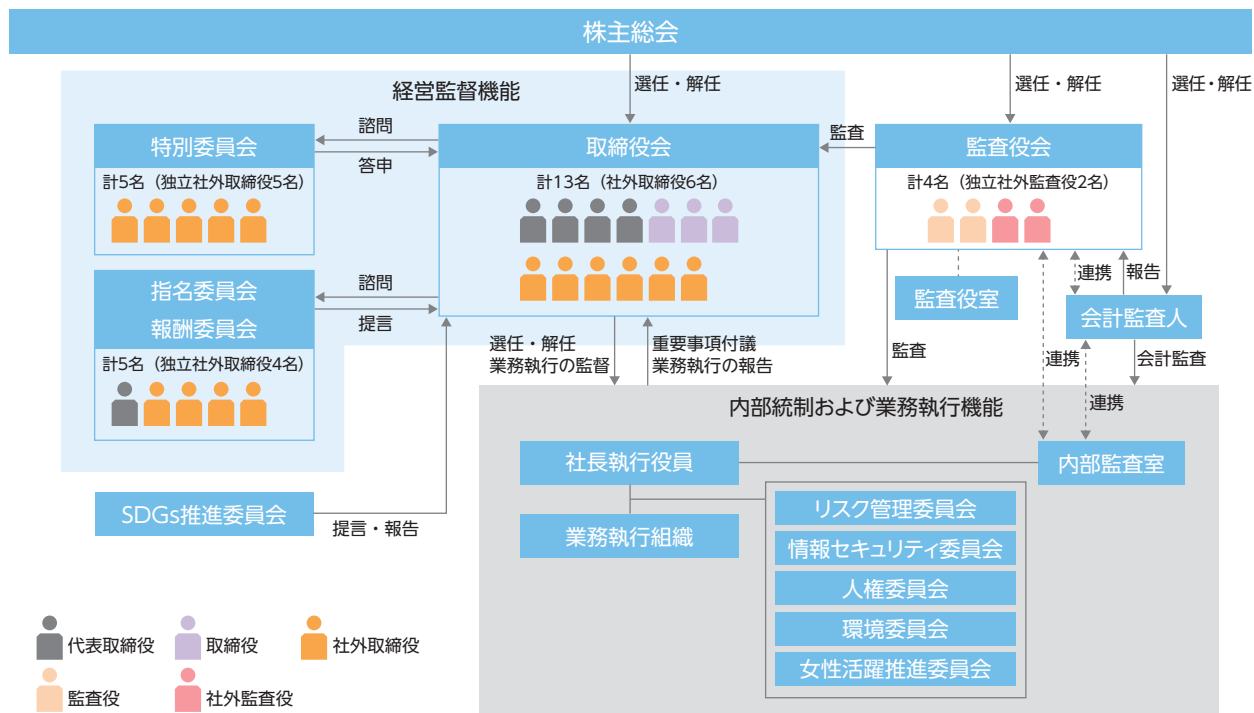 株主総会
選任・解任
選任・解任
選任・解任
経営監督機能
特別委員会
計5名（独立社外取締役5名）
諮問
答申
取締役会
計13名（社外取締役6名）
監査
監査役会
計4名（独立社外監査役2名）
指名委員会
報酬委員会
計5名（独立社外取締役4名）
諮問
提言
監査役室
連携
報告
会計監査人
選任・解任
業務執行の監督
重要事項付議
業務執行の報告
監査
連携
会計監査
連携
内部統制および業務執行機能
社長執行役員
内部監査室
SDGs推進委員会
提言・報告
業務執行組織
リスク管理委員会
情報セキュリティ委員会
人権委員会
環境委員会
女性活躍推進委員会
代表取締役
取締役
社外取締役
監査役
社外監査役